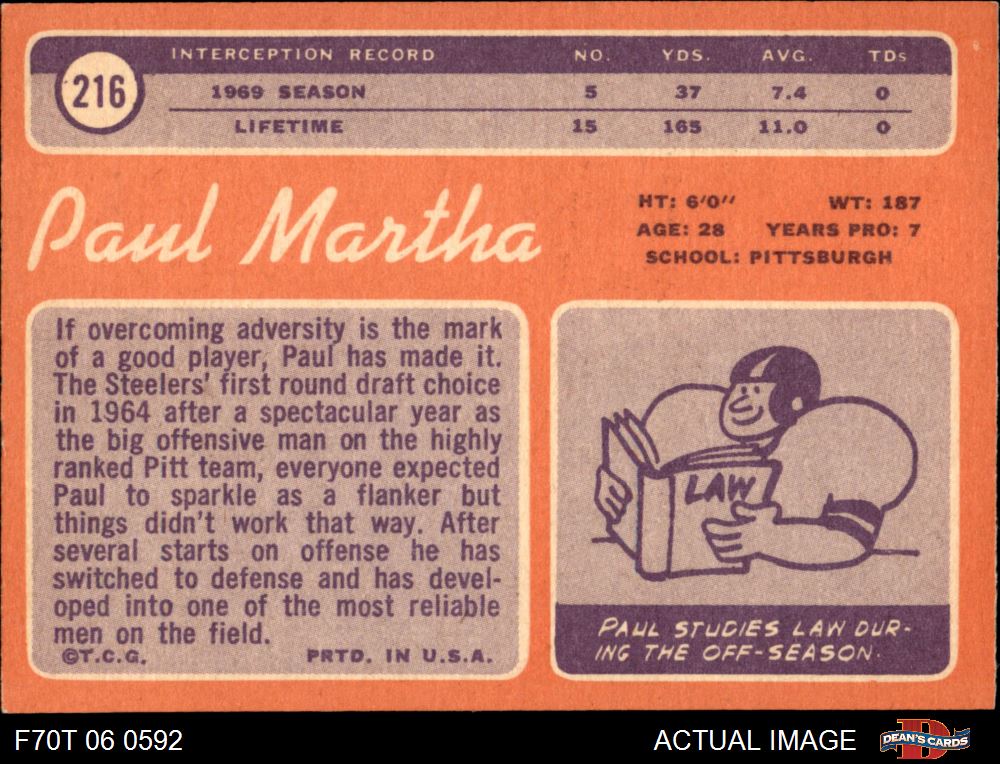 216
INTERCEPTION RECORD NO. YDS. AVG. TDs
1969 SEASON 5 37 7.4 0
LIFETIME 15 165 11.0 0
Paul Martha
HT: 6'0" WT: 187
AGE: 28 YEARS PRO: 7
SCHOOL: PITTSBURGH
If overcoming adversity is the mark
of a good player, Paul has made it.
The Steelers' first round draft choice
in 1964 after a spectacular year as
the big offensive man on the highly
ranked Pitt team, everyone expected
Paul to sparkle as a flanker but
things didn't work that way. After
several starts on offense he has
switched to defense and has devel-
oped into one of the most reliable
men on the field.
©T.C.G. PRTD. IN U.S.A.
LAW
PAUL STUDIES LAW DUR-
ING THE OFF-SEASON.
F70T 06 0592
ACTUAL IMAGE
D
DEAN'S CARDS